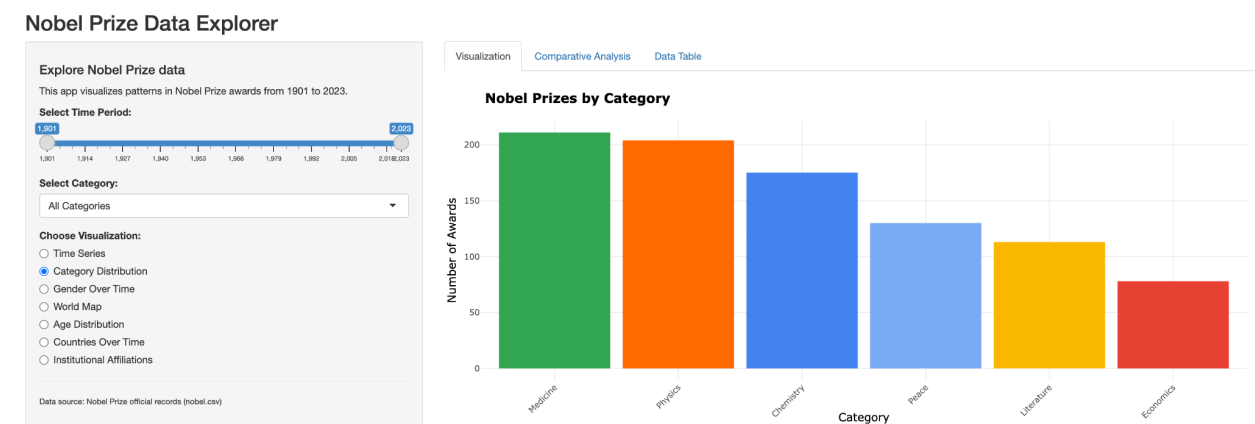 Nobel Prize Data Explorer
Explore Nobel Prize data
This app visualizes patterns in Nobel Prize awards from 1901 to 2023.
Select Time Period:
1,901 2,023
1,901 1,914 1,927 1,940 1,953 1,966 1,979 1,992 2,005 2,018 2,023
Select Category:
All Categories
Choose Visualization:
Time Series
Category Distribution
Gender Over Time
World Map
Age Distribution
Countries Over Time
Institutional Affiliations
Data source: Nobel Prize official records (nobel.csv)
Visualization Comparative Analysis Data Table
Nobel Prizes by Category
Number of Awards
200
150
100
50
0
Medicine Physics Chemistry Peace Literature Economics
Category